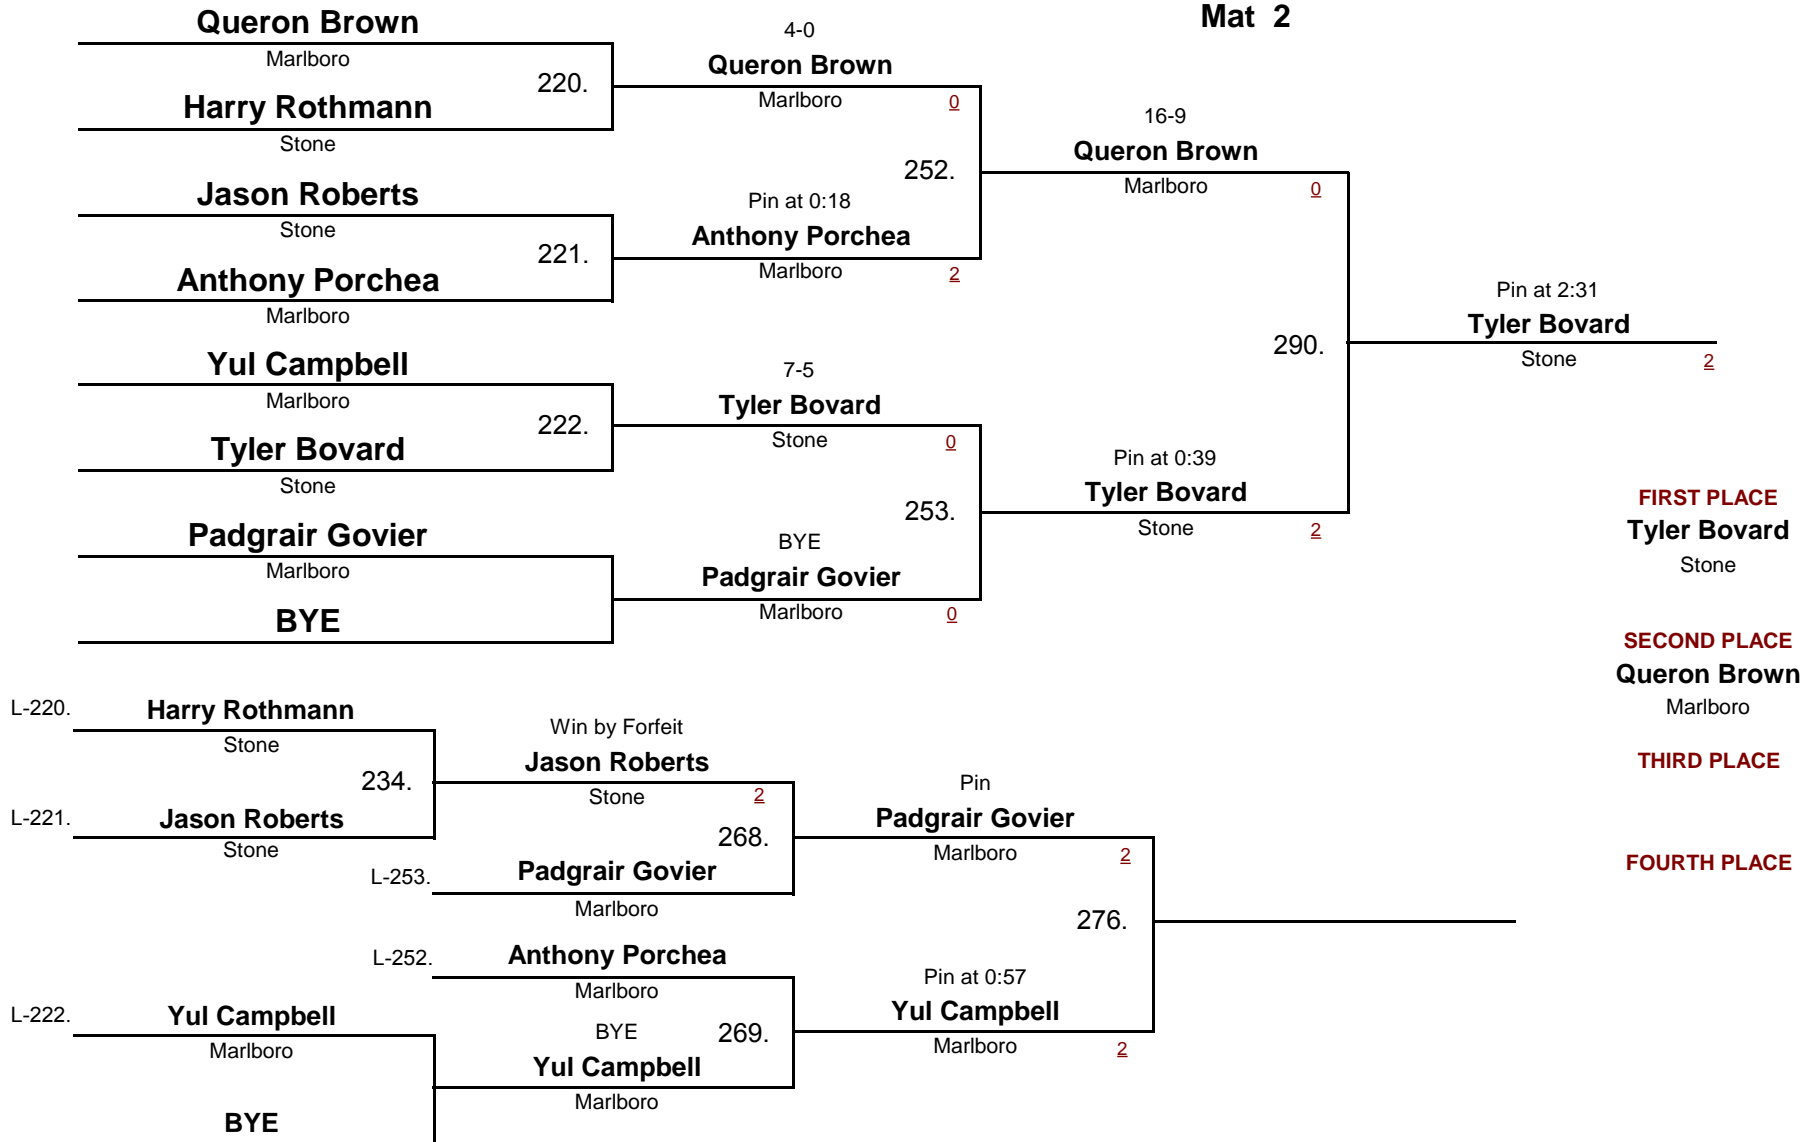 Mat 2
Queron Brown
Marlboro
220.
Harry Rothmann
Stone
Jason Roberts
Stone
221.
Anthony Porchea
Marlboro
Yul Campbell
Marlboro
222.
Tyler Bovard
Stone
Padgrair Govier
Marlboro
BYE
4-0
Queron Brown
Marlboro 0
252.
Pin at 0:18
Anthony Porchea
Marlboro 2
7-5
Tyler Bovard
Stone 0
253.
BYE
Padgrair Govier
Marlboro 0
16-9
Queron Brown
Marlboro 0
290.
Pin at 0:39
Tyler Bovard
Stone 2
Pin at 2:31
Tyler Bovard
Stone 2
FIRST PLACE
Tyler Bovard
Stone
SECOND PLACE
Queron Brown
Marlboro
THIRD PLACE
FOURTH PLACE
L-220. Harry Rothmann
Stone
234.
L-221. Jason Roberts
Stone
Win by Forfeit
Jason Roberts
Stone 2
268.
L-253. Padgrair Govier
Marlboro
L-252. Anthony Porchea
Marlboro
L-222. Yul Campbell
Marlboro
BYE 269.
Yul Campbell
Marlboro
BYE
Pin
Padgrair Govier
Marlboro 2
276.
Pin at 0:57
Yul Campbell
Marlboro 2